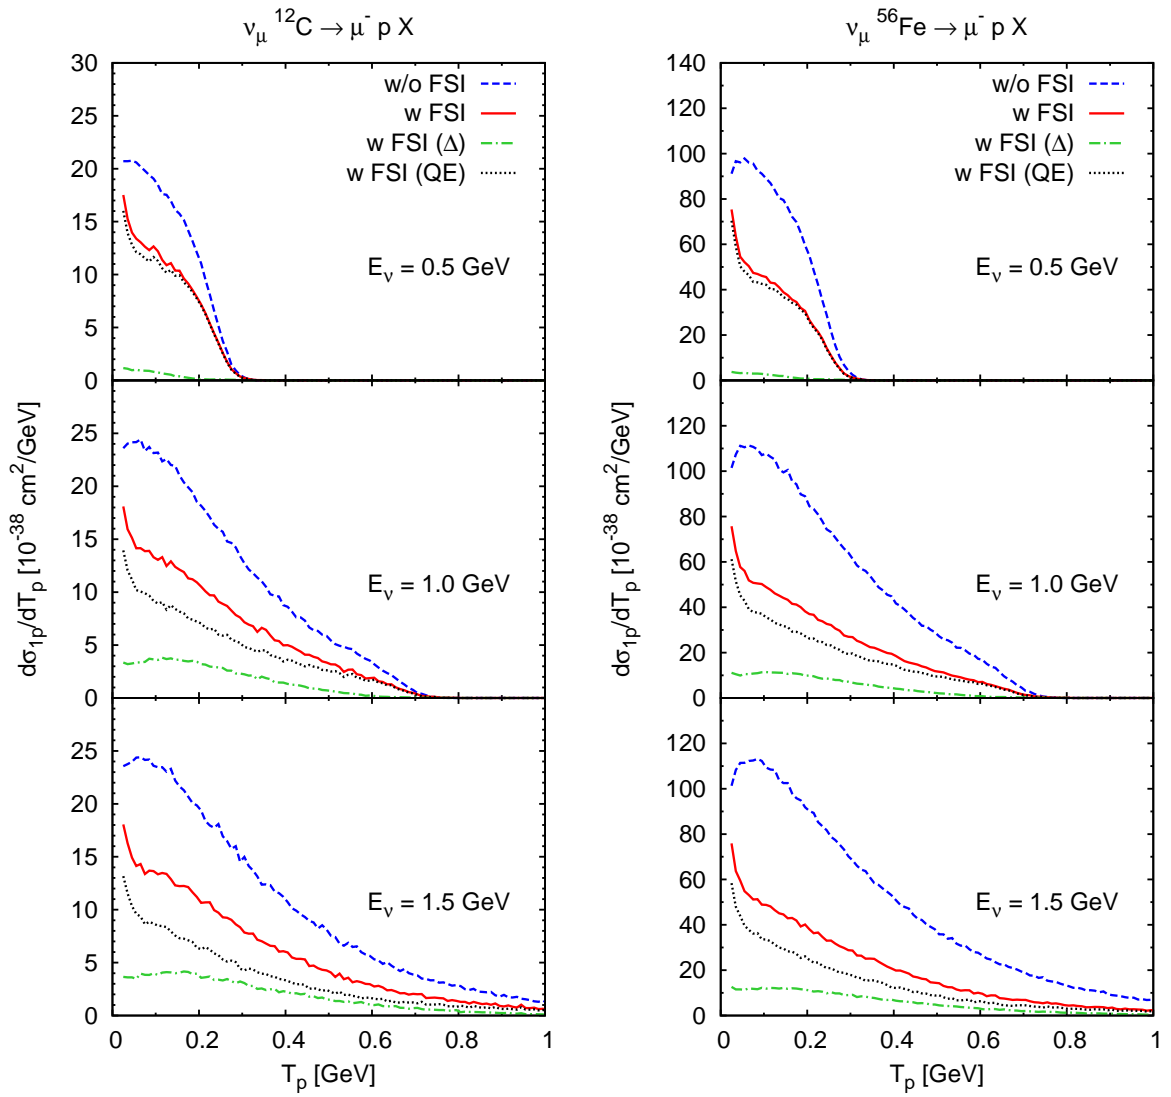 ν_μ ^12C → μ^- p X
30
25
20
15
10
5
0
w/o FSI
w FSI
w FSI (Δ)
w FSI (QE)
E_ν = 0.5 GeV
25
20
15
10
5
0
E_ν = 1.0 GeV
dσ_1p/dT_p [10^-38 cm^2/GeV]
25
20
15
10
5
0
E_ν = 1.5 GeV
0 0.2 0.4 0.6 0.8 1
T_p [GeV]
ν_μ ^56Fe → μ^- p X
140
120
100
80
60
40
20
0
w/o FSI
w FSI
w FSI (Δ)
w FSI (QE)
E_ν = 0.5 GeV
120
100
80
60
40
20
0
E_ν = 1.0 GeV
dσ_1p/dT_p [10^-38 cm^2/GeV]
120
100
80
60
40
20
0
E_ν = 1.5 GeV
0 0.2 0.4 0.6 0.8 1
T_p [GeV]